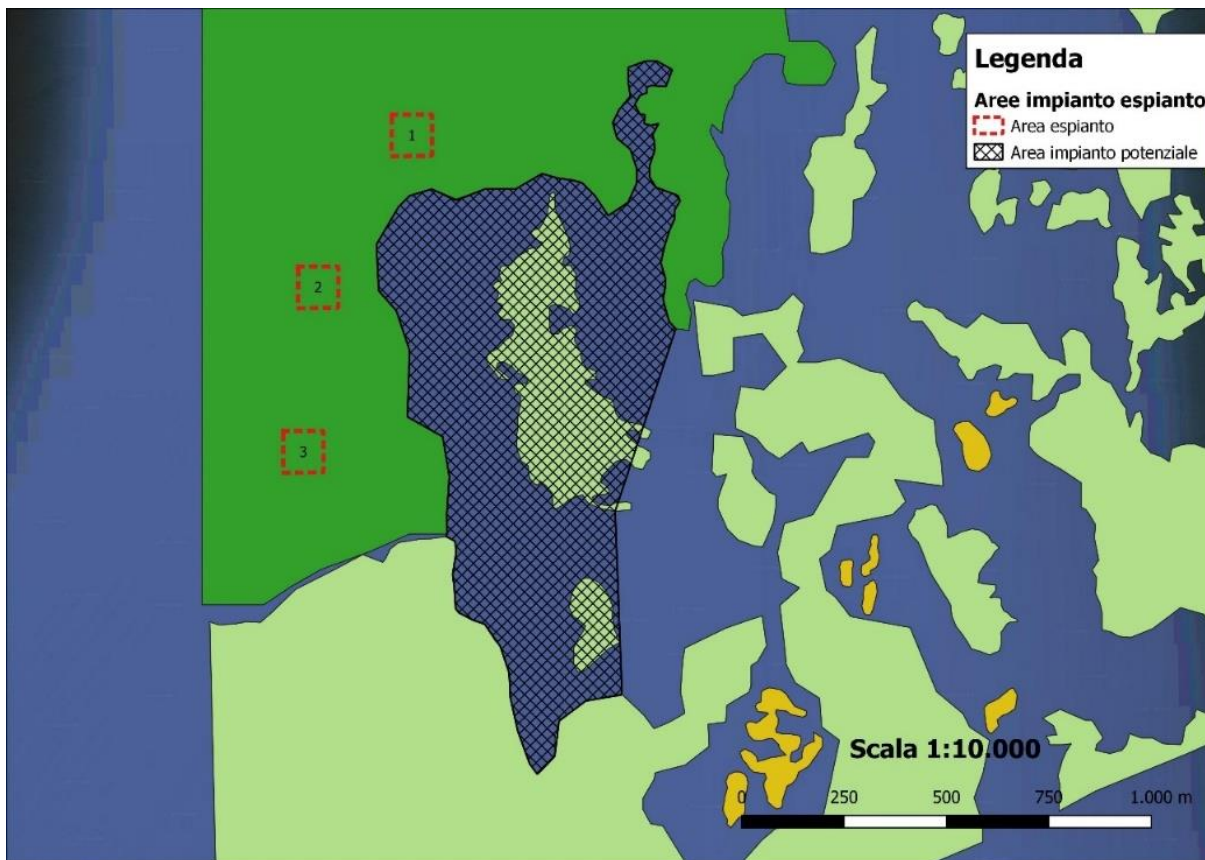 Legenda
Aree impianto espianto
Area espianto
Area impianto potenziale
1
2
3
Scala 1:10.000
0 250 500 750 1.000 m